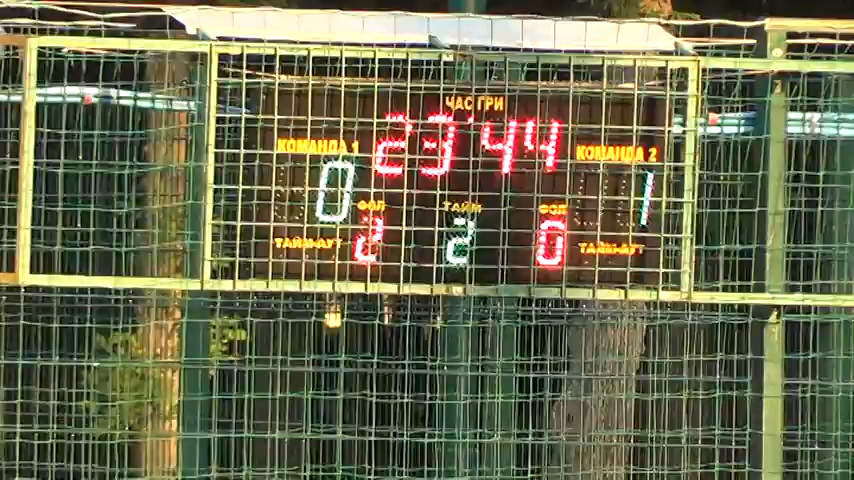 ЧАС ГРИ
КОМАНДА 1 23 44 КОМАНДА 2
0 1
ФОЛ ТАЙМ ФОЛ
2 2 0
ТАЙМ-АУТ ТАЙМ-АУТ